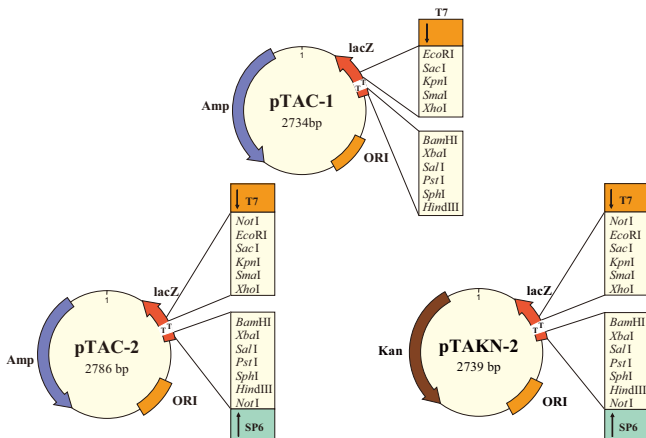 T7
EcoRI
SacI
KpnI
SmaI
XhoI
lacZ
1
T
T
Amp
pTAC-1
2734bp
ORI
BamHI
XbaI
SalI
PstI
SphI
HindIII
T7
NotI
EcoRI
SacI
KpnI
SmaI
XhoI
lacZ
1
T
T
Amp
pTAC-2
2786 bp
ORI
BamHI
XbaI
SalI
PstI
SphI
HindIII
NotI
SP6
T7
NotI
EcoRI
SacI
KpnI
SmaI
XhoI
lacZ
1
T
T
Kan
pTAKN-2
2739 bp
ORI
BamHI
XbaI
SalI
PstI
SphI
HindIII
NotI
SP6